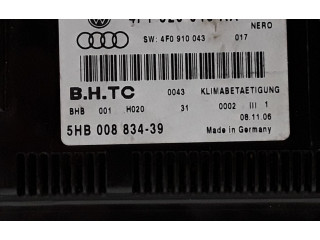 NERO
SW: 4F0 910 043 017
B.H.TC 0043 KLIMABETAETIGUNG
BHB 001 H020 31 0002 III 1
08.11.06
5HB 008 834-39 Made in Germany